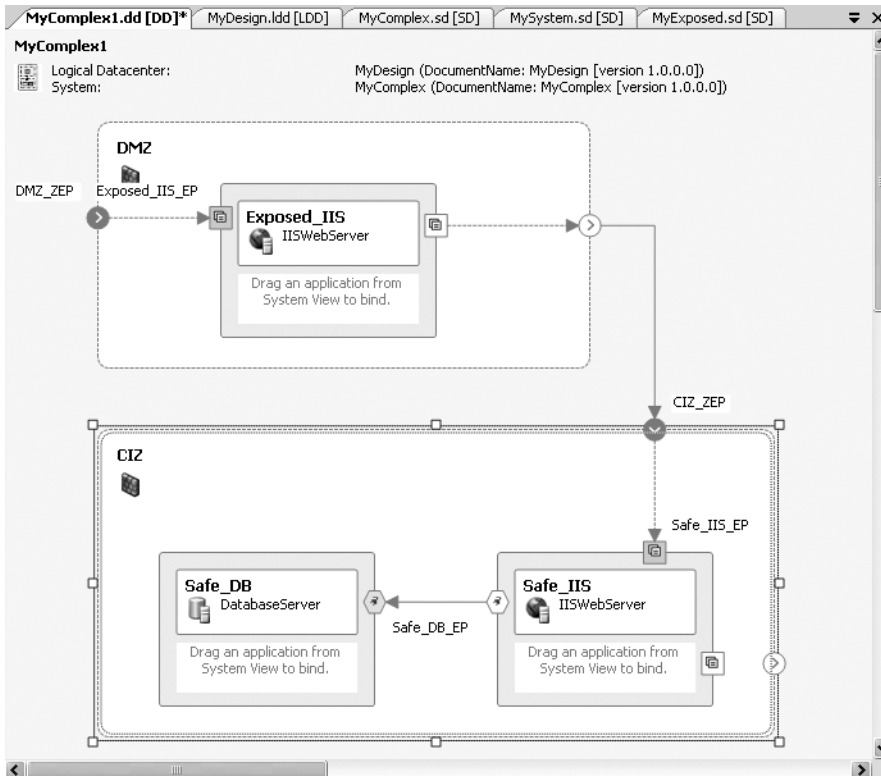 MyComplex1.dd [DD]* MyDesign.ldd [LDD] MyComplex.sd [SD] MySystem.sd [SD] MyExposed.sd [SD]
MyComplex1
Logical Datacenter: MyDesign (DocumentName: MyDesign [version 1.0.0.0])
System: MyComplex (DocumentName: MyComplex [version 1.0.0.0])
DMZ
DMZ_ZEP Exposed_IIS_EP
Exposed_IIS
IISWebServer
Drag an application from
System View to bind.
CIZ_ZEP
CIZ
Safe_IIS_EP
Safe_DB
DatabaseServer
Drag an application from
System View to bind.
Safe_DB_EP
Safe_IIS
IISWebServer
Drag an application from
System View to bind.